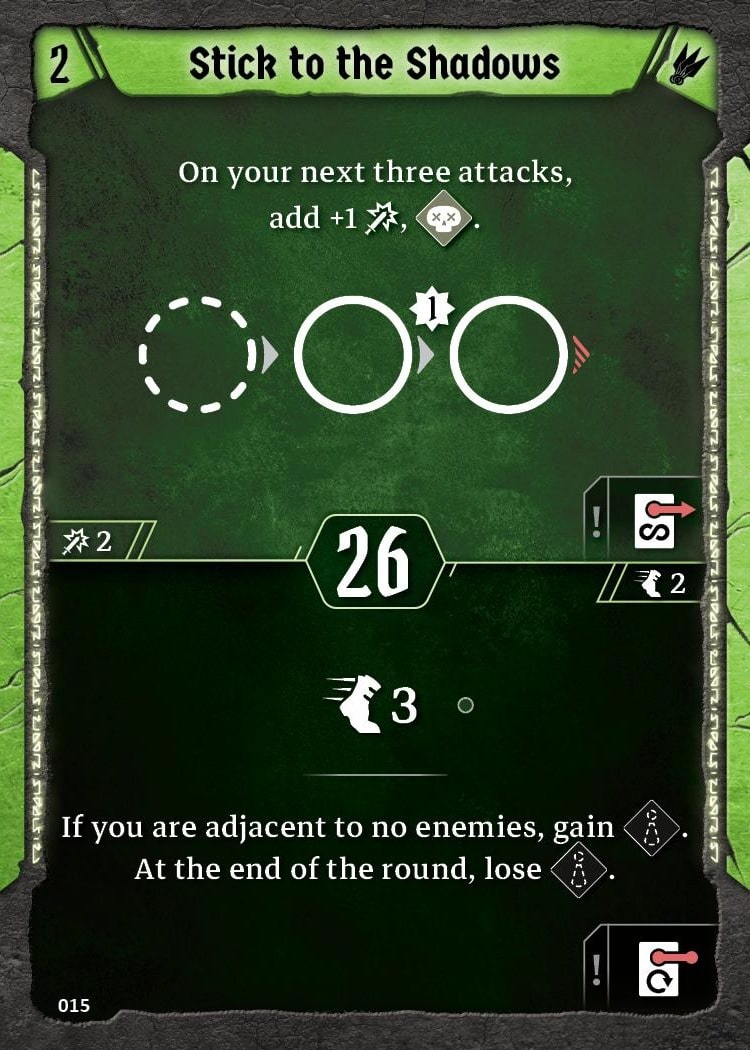 2
Stick to the Shadows
On your next three attacks,
add +1 , .
1
2
!
26
2
3
If you are adjacent to no enemies, gain .
At the end of the round, lose .
!
015